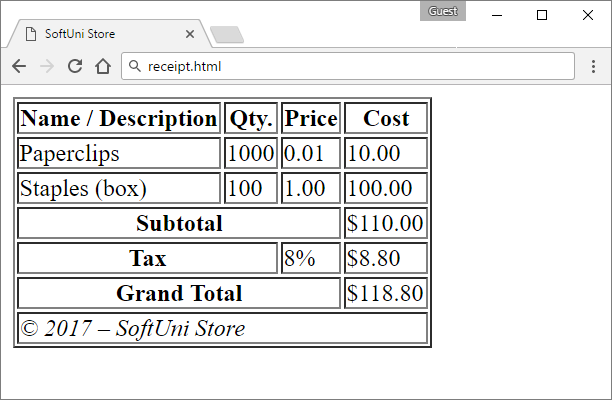 Guest
SoftUni Store
receipt.html
Name / Description Qty. Price Cost
Paperclips 1000 0.01 10.00
Staples (box) 100 1.00 100.00
Subtotal $110.00
Tax 8% $8.80
Grand Total $118.80
© 2017 – SoftUni Store